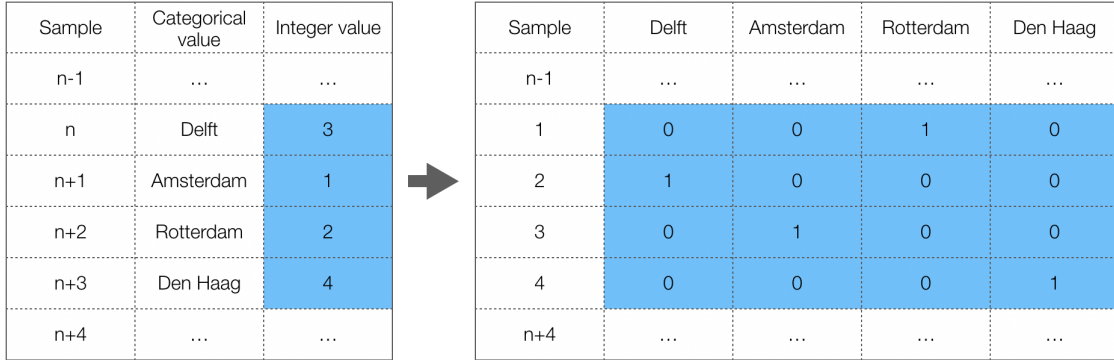 Sample Categorical value Integer value
n-1 ... ...
n Delft 3
n+1 Amsterdam 1
n+2 Rotterdam 2
n+3 Den Haag 4
n+4 ... ...
Sample Delft Amsterdam Rotterdam Den Haag
n-1 ... ... ... ...
1 0 0 1 0
2 1 0 0 0
3 0 1 0 0
4 0 0 0 1
n+4 ... ... ... ...